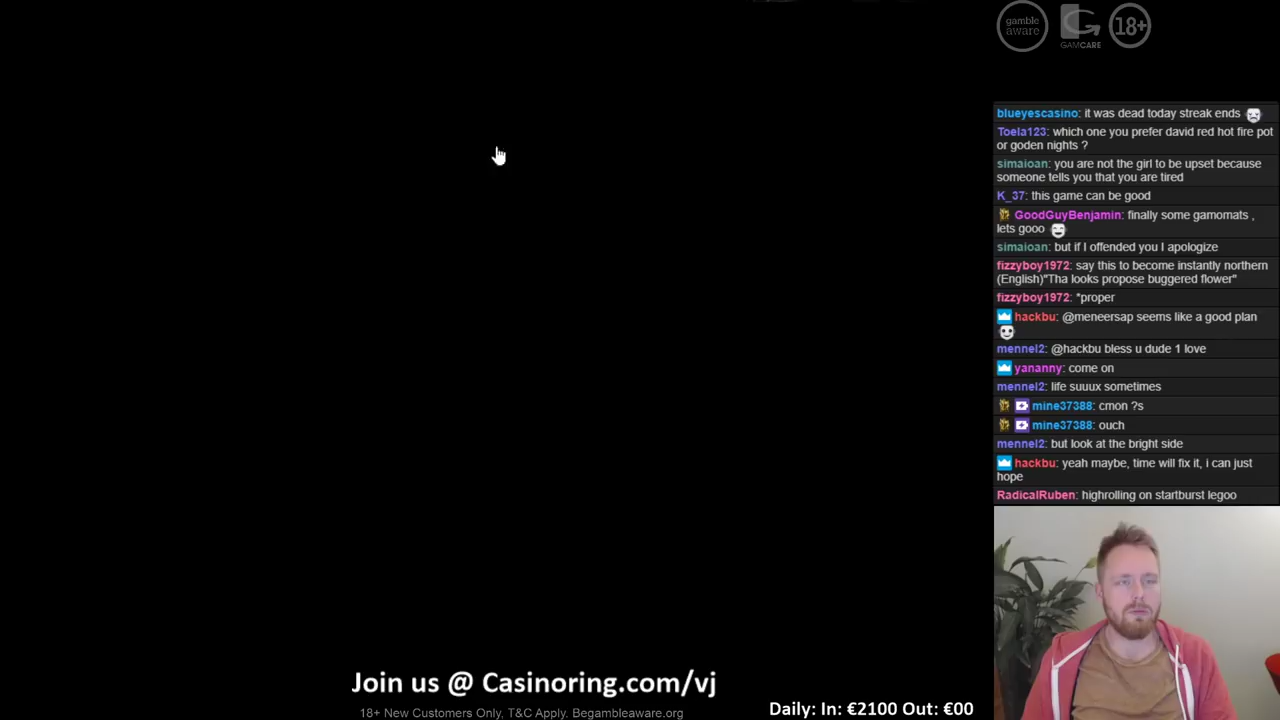 gamble
aware
GAMCARE
18+
blueyescasino: it was dead today streak ends
Toela123: which one you prefer david red hot fire pot
or goden nights ?
simaioan: you are not the girl to be upset because
someone tells you that you are tired
K_37: this game can be good
GoodGuyBenjamin: finally some gamomats ,
lets gooo
simaioan: but if I offended you I apologize
fizzyboy1972: say this to become instantly northern
(English)"Tha looks propose buggered flower"
fizzyboy1972: *proper
hackbu: @meneersap seems like a good plan
mennel2: @hackbu bless u dude 1 love
yananny: come on
mennel2: life suuux sometimes
mine37388: cmon ?s
mine37388: ouch
mennel2: but look at the bright side
hackbu: yeah maybe, time will fix it, i can just
hope
RadicalRuben: highrolling on startburst legoo
Join us @ Casinoring.com/vj
18+ New Customers Only, T&C Apply. Begambleaware.org
Daily: In: €2100 Out: €00